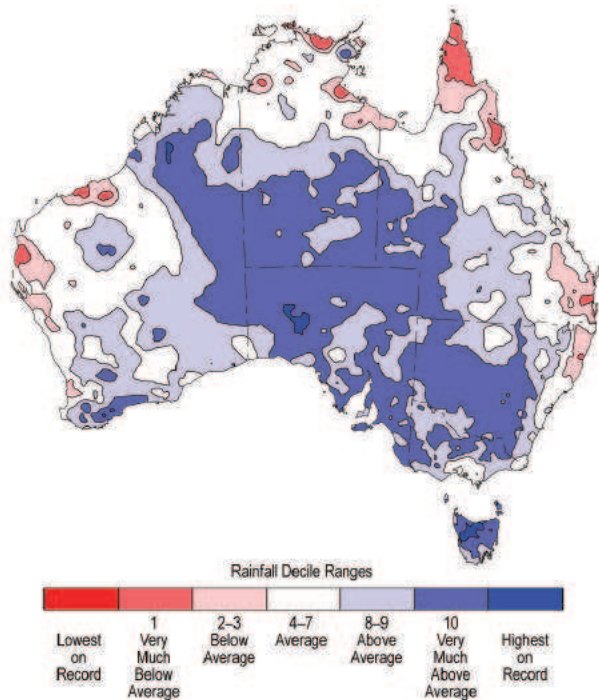 Rainfall Decile Ranges
Lowest on Record
1 Very Much Below Average
2–3 Below Average
4–7 Average
8–9 Above Average
10 Very Much Above Average
Highest on Record